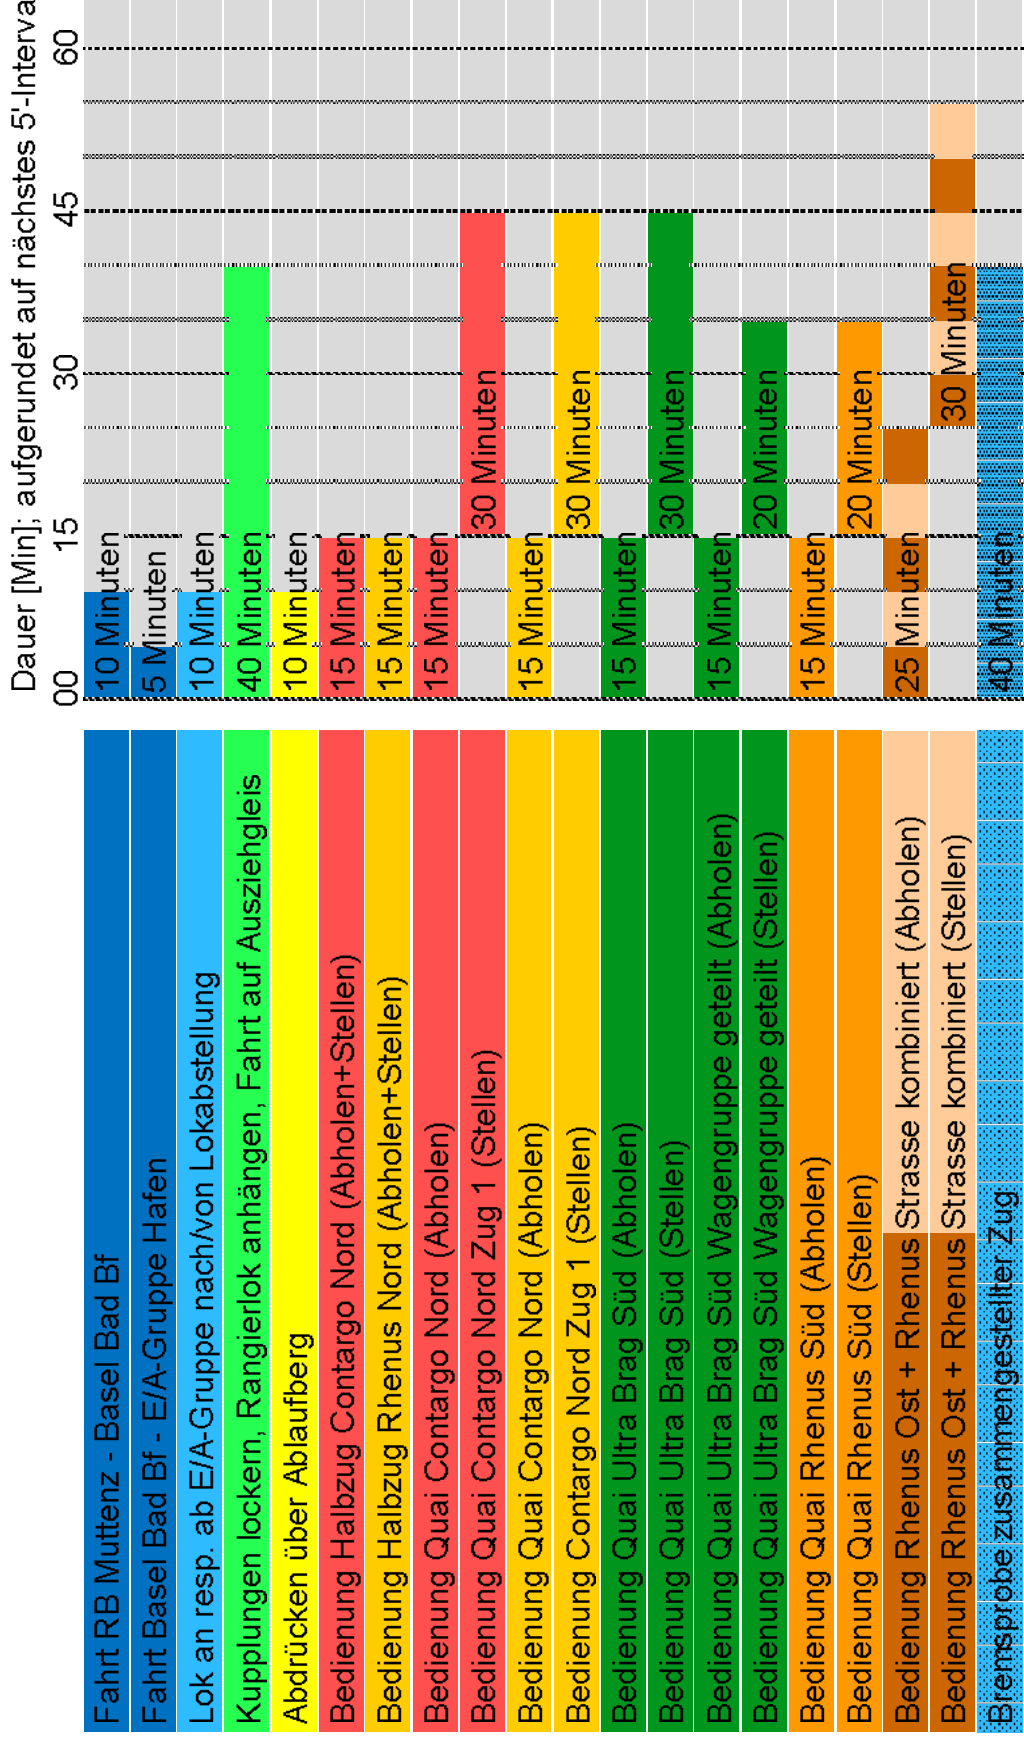 Dauer [Min]; aufgerundet auf nächstes 5'-Interva
00 15 30 45 60
Fahrt RB Muttenz - Basel Bad Bf 10 Minuten
Fahrt Basel Bad Bf - E/A-Gruppe Hafen 5 Minuten
Lok an resp. ab E/A-Gruppe nach/von Lokabstellung 10 Minuten
Kupplungen lockern, Rangierlok anhängen, Fahrt auf Ausziehgleis 40 Minuten
Abdrücken über Ablaufberg 10 Minuten
Bedienung Halbzug Contargo Nord (Abholen+Stellen) 15 Minuten
Bedienung Halbzug Rhenus Nord (Abholen+Stellen) 15 Minuten
Bedienung Quai Contargo Nord (Abholen) 15 Minuten
Bedienung Quai Contargo Nord Zug 1 (Stellen) 30 Minuten
Bedienung Quai Contargo Nord (Abholen) 15 Minuten
Bedienung Contargo Nord Zug 1 (Stellen) 30 Minuten
Bedienung Quai Ultra Brag Süd (Abholen) 15 Minuten
Bedienung Quai Ultra Brag Süd (Stellen) 30 Minuten
Bedienung Quai Ultra Brag Süd Wagengruppe geteilt (Abholen) 15 Minuten
Bedienung Quai Ultra Brag Süd Wagengruppe geteilt (Stellen) 20 Minuten
Bedienung Quai Rhenus Süd (Abholen) 15 Minuten
Bedienung Quai Rhenus Süd (Stellen) 20 Minuten
Bedienung Rhenus Ost + Rhenus Strasse kombiniert (Abholen) 25 Minuten
Bedienung Rhenus Ost + Rhenus Strasse kombiniert (Stellen) 30 Minuten
Bremsprobe zusammengestellter Zug 40 Minuten